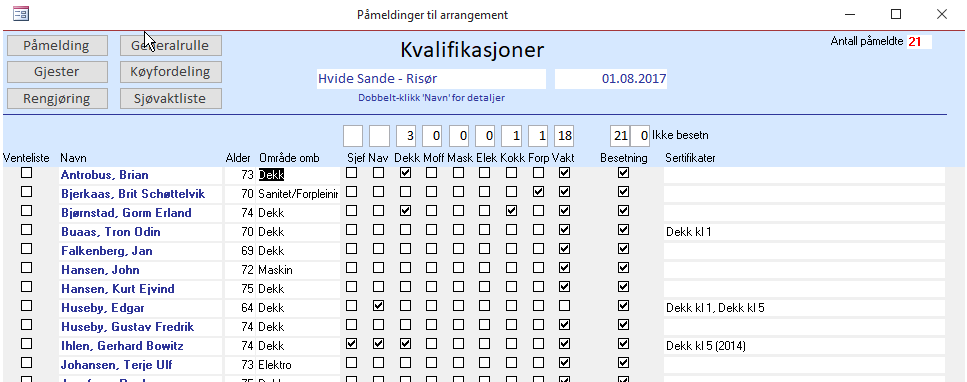 Påmeldinger til arrangement
Påmelding Generalrulle Kvalifikasjoner Antall påmeldte 21
Gjester Køyfordeling Hvide Sande - Risør 01.08.2017
Rengjøring Sjøvaktliste Dobbelt-klikk 'Navn' for detaljer
3 0 0 0 1 1 18 21 0 Ikke besetn
Venteliste Navn Alder Område omb Sjef Nav Dekk Moff Mask Elek Kokk Forp Vakt Besetning Sertifikater
Antrobus, Brian 73 Dekk
Bjerkaas, Brit Schøttelvik 70 Sanitet/Forpleinin
Bjørnstad, Gorm Erland 74 Dekk
Buaas, Tron Odin 70 Dekk Dekk kl 1
Falkenberg, Jan 69 Dekk
Hansen, John 72 Maskin
Hansen, Kurt Ejvind 75 Dekk
Huseby, Edgar 64 Dekk Dekk kl 1, Dekk kl 5
Huseby, Gustav Fredrik 74 Dekk
Ihlen, Gerhard Bowitz 74 Dekk Dekk kl 5 (2014)
Johansen, Terje Ulf 73 Elektro